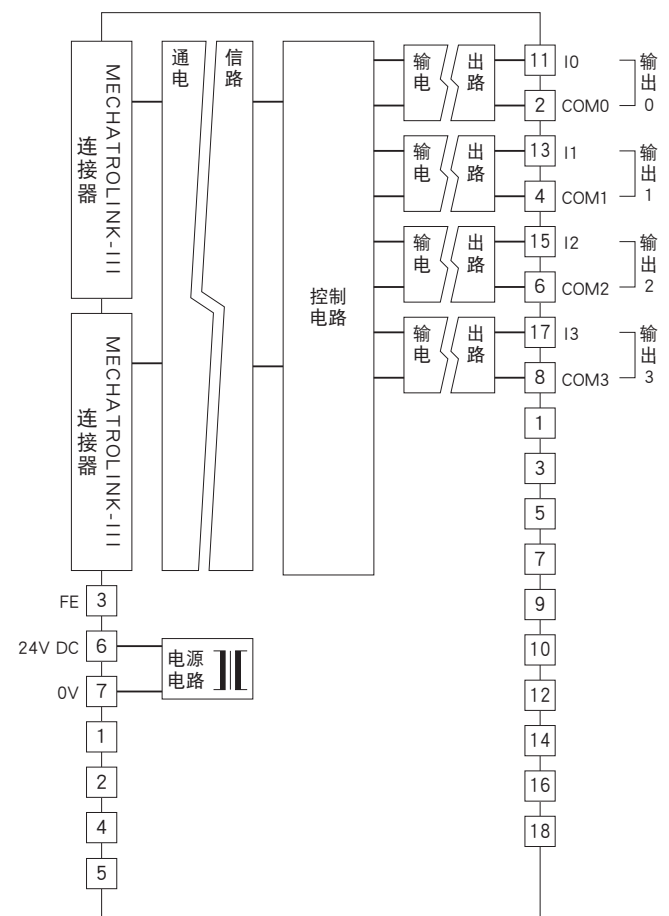 MECHATROLINK-III
连接器
MECHATROLINK-III
连接器
通信
电路
控制
电路
输出
电路
11 I0
2 COM0
输出0
输出
电路
13 I1
4 COM1
输出1
输出
电路
15 I2
6 COM2
输出2
输出
电路
17 I3
8 COM3
输出3
1
3
5
7
9
10
12
14
16
18
FE 3
24V DC 6
0V 7
电源
电路
1
2
4
5